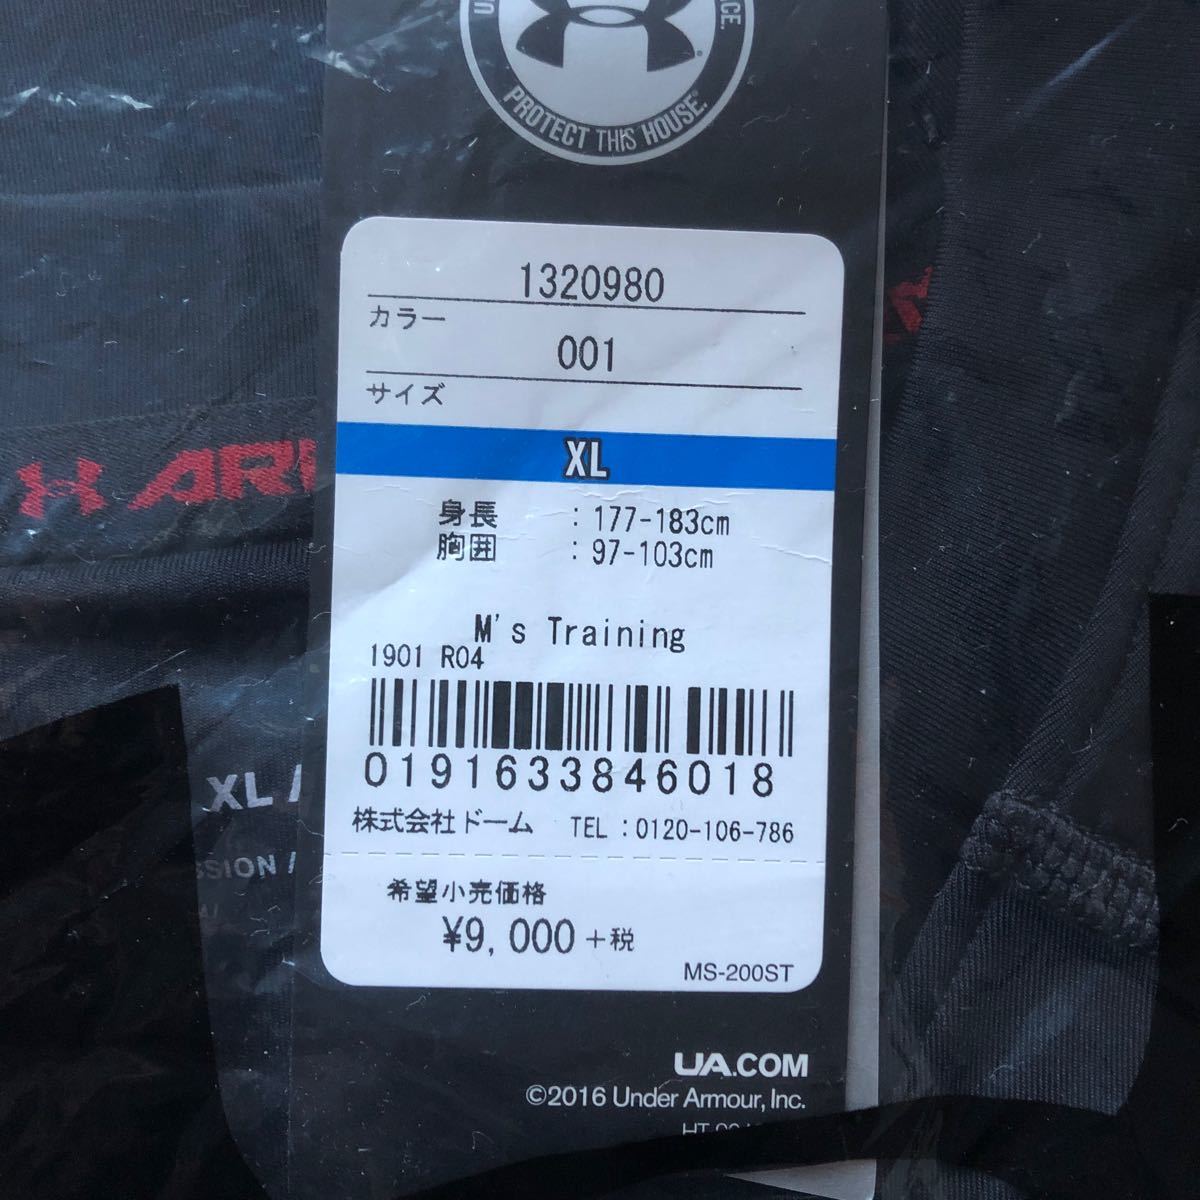 PROTECT THIS HOUSE.
1320980
カラー
001
サイズ
XL
身長 : 177-183cm
胸囲 : 97-103cm
M's Training
1901 R04
0191633846018
株式会社ドーム TEL:0120-106-786
希望小売価格
¥9,000+税
MS-200ST
UA.COM
©2016 Under Armour, Inc.
XL /